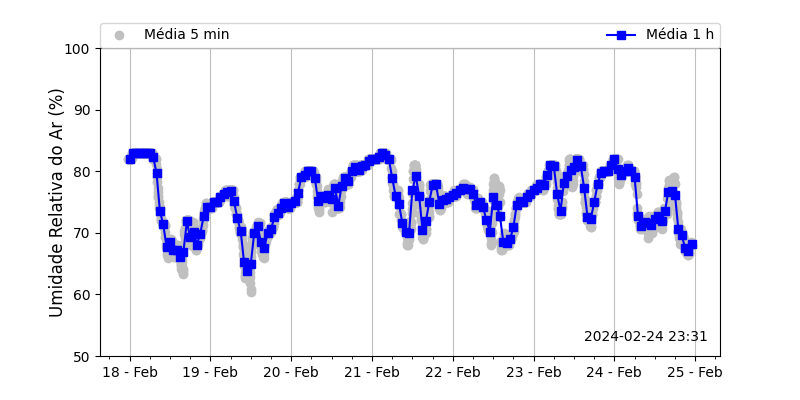 Média 5 min
Média 1 h
Umidade Relativa do Ar (%)
100
90
80
70
60
50
2024-02-24 23:31
18 - Feb
19 - Feb
20 - Feb
21 - Feb
22 - Feb
23 - Feb
24 - Feb
25 - Feb